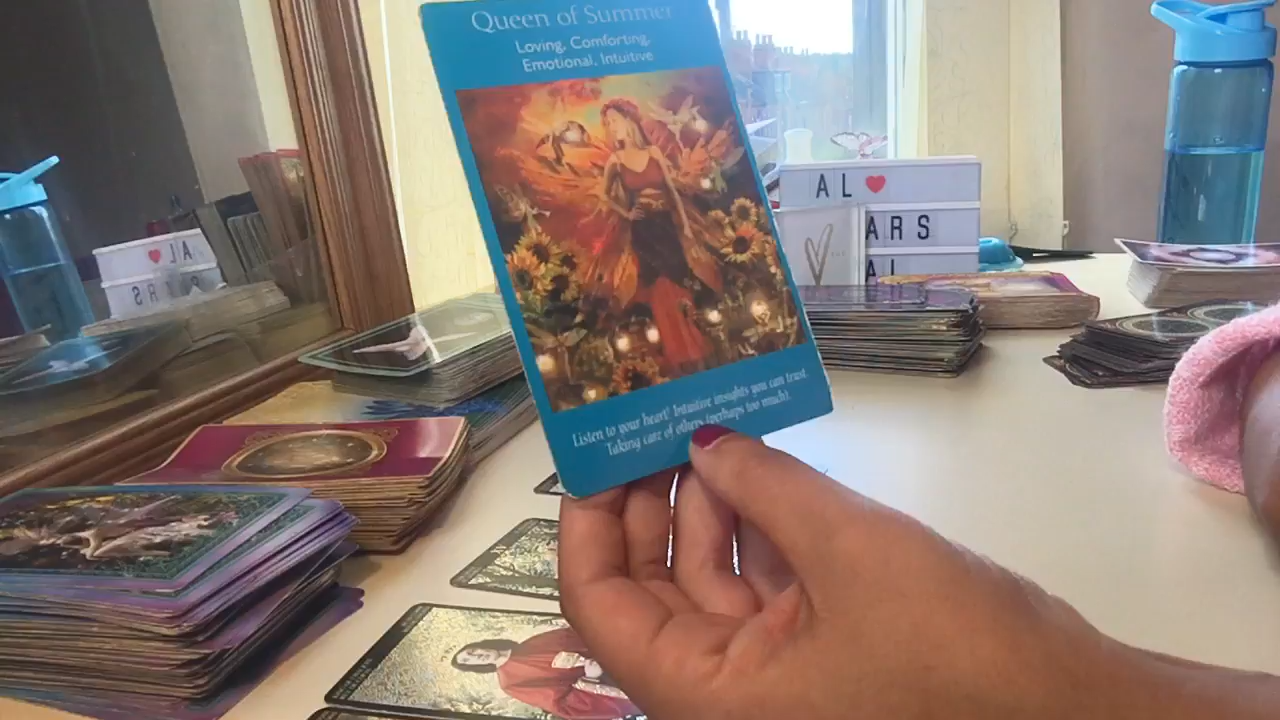 Queen of Summer
Loving, Comforting,
Emotional, Intuitive
Listen to your heart! Intuitive insights you can trust.
Taking care of others (perhaps too much).
AL ♥
ARS
AL